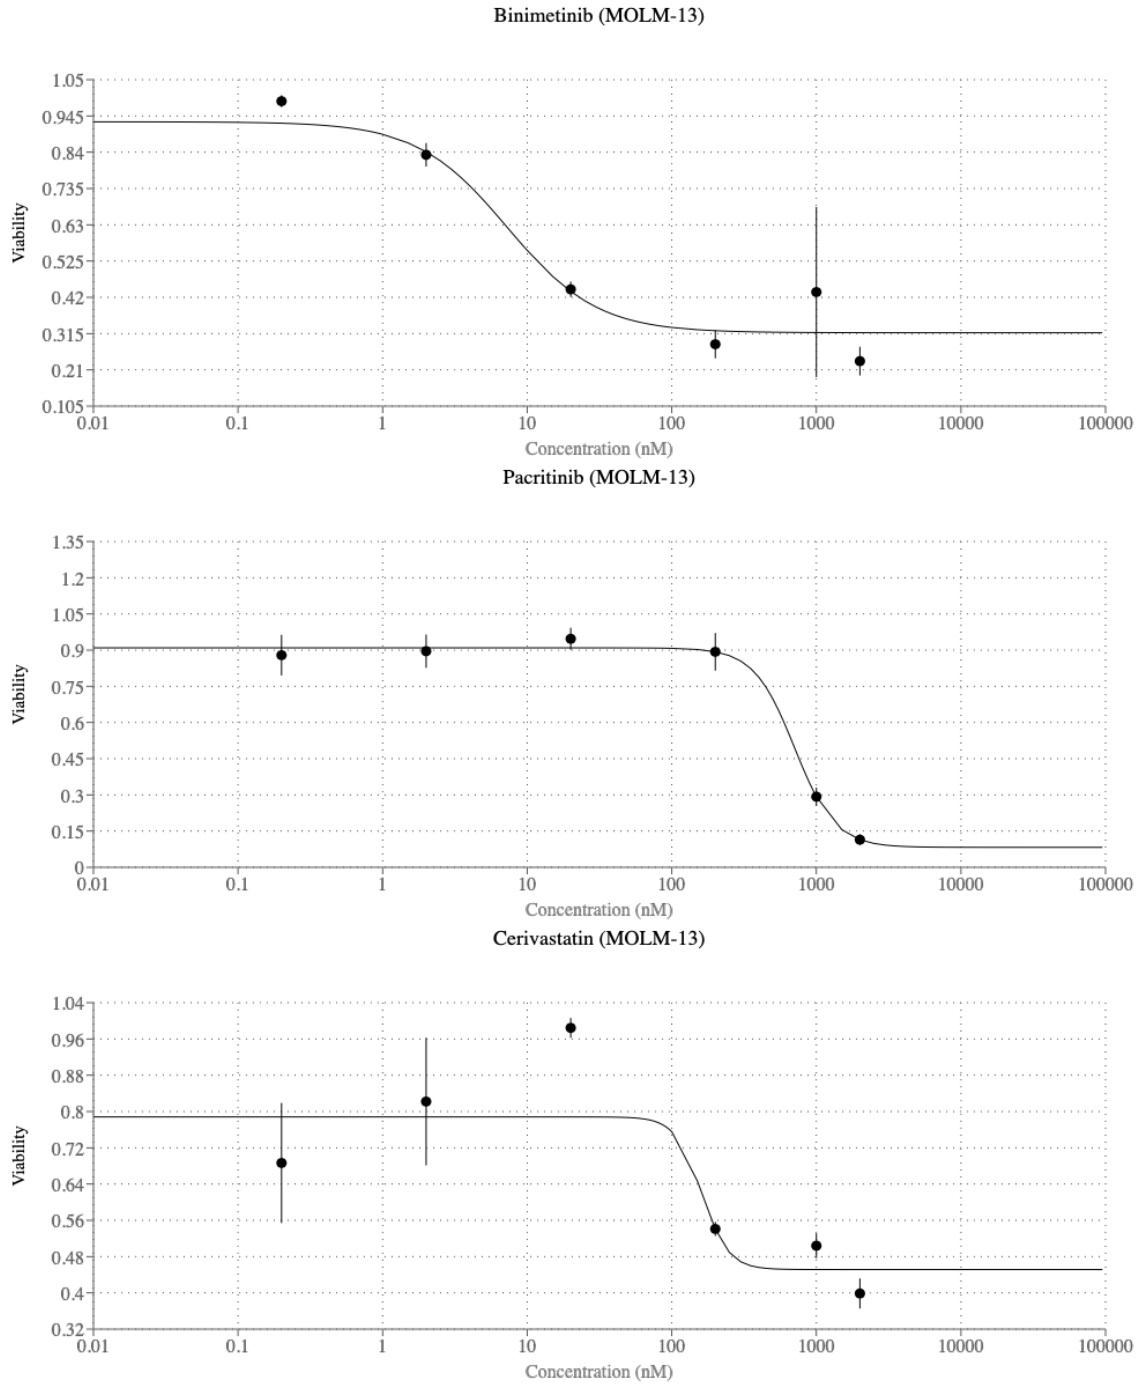 Binimetinib (MOLM-13)
1.05
0.945
0.84
0.735
0.63
0.525
0.42
0.315
0.21
0.105
Viability
0.01 0.1 1 10 100 1000 10000 100000
Concentration (nM)
Pacritinib (MOLM-13)
1.35
1.2
1.05
0.9
0.75
0.6
0.45
0.3
0.15
0
Viability
0.01 0.1 1 10 100 1000 10000 100000
Concentration (nM)
Cerivastatin (MOLM-13)
1.04
0.96
0.88
0.8
0.72
0.64
0.56
0.48
0.4
0.32
Viability
0.01 0.1 1 10 100 1000 10000 100000
Concentration (nM)